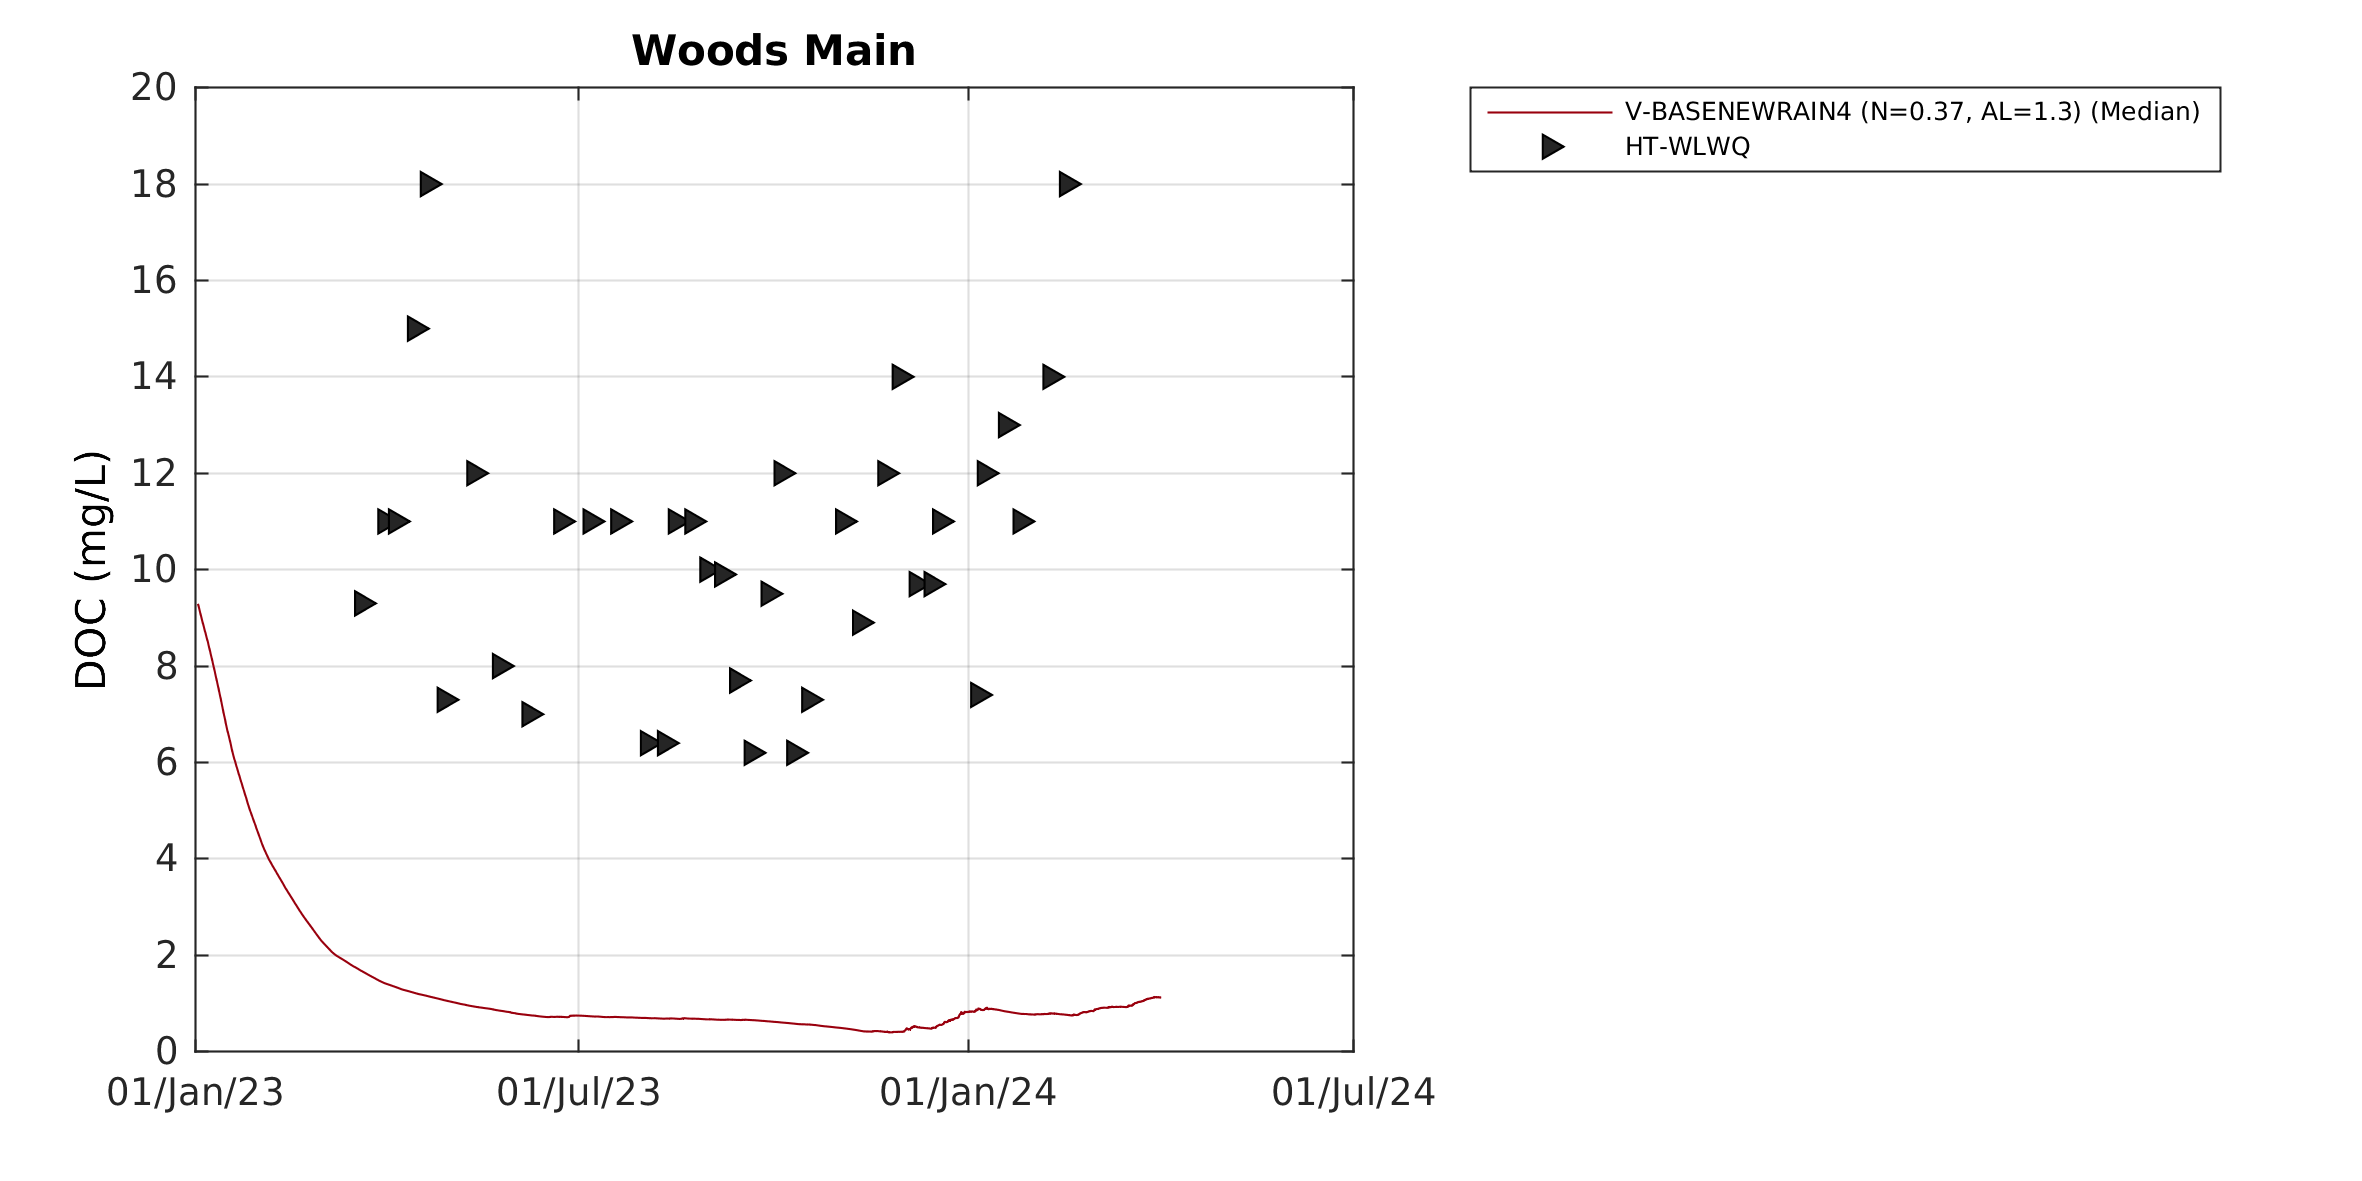 Woods Main
20
18
16
14
12
10
8
6
4
2
0
DOC (mg/L)
01/Jan/23
01/Jul/23
01/Jan/24
01/Jul/24
V-BASENEWRAIN4 (N=0.37, AL=1.3) (Median)
HT-WLWQ